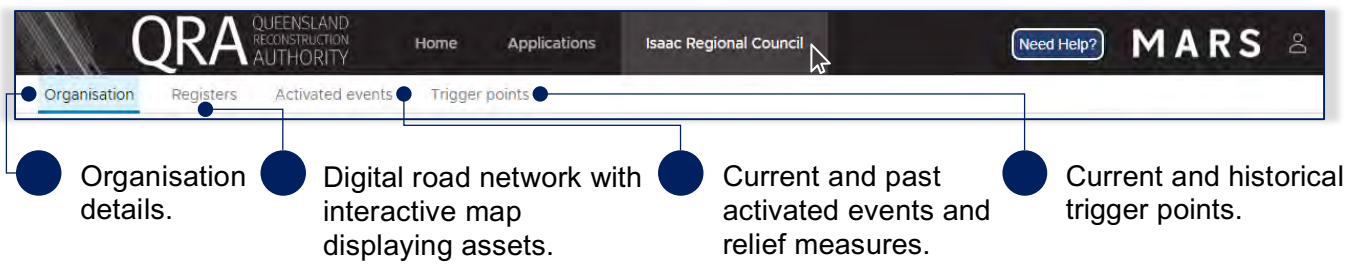 QRA QUEENSLAND
RECONSTRUCTION
AUTHORITY
Home Applications Isaac Regional Council Need Help? MARS
Organisation Registers Activated events Trigger points
Organisation
details.
Digital road network with
interactive map
displaying assets.
Current and past
activated events and
relief measures.
Current and historical
trigger points.